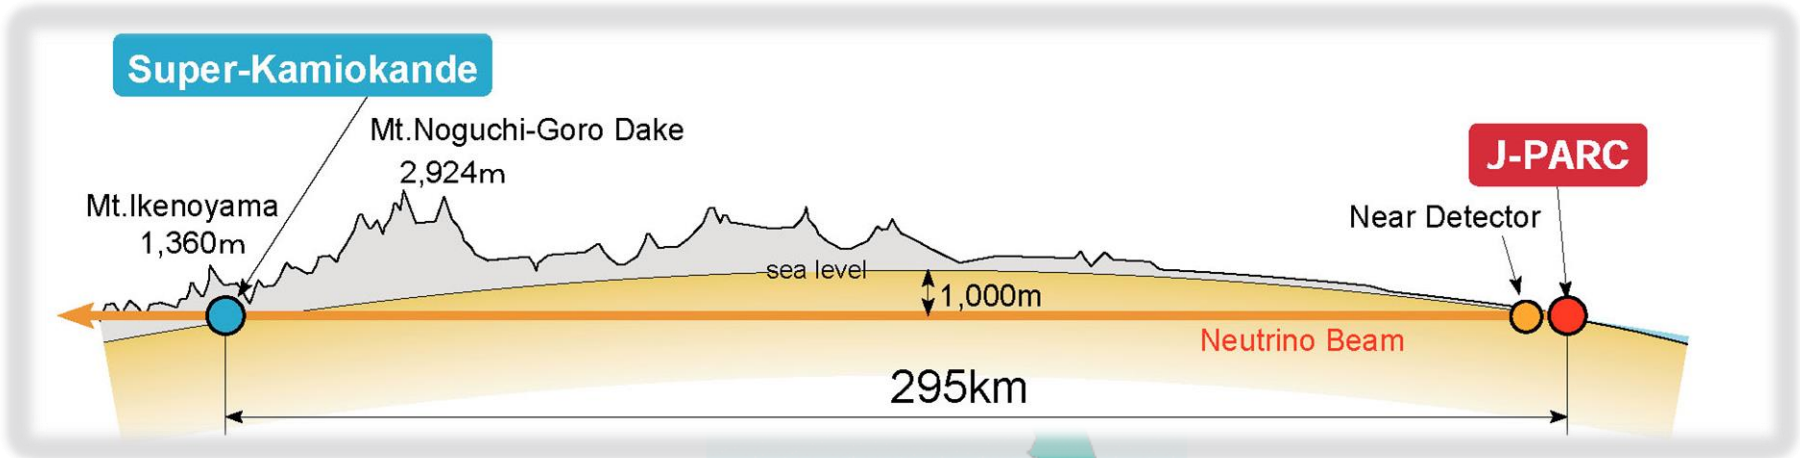 Super-Kamiokande
Mt.Noguchi-Goro Dake
2,924m
J-PARC
Mt.Ikenoyama
1,360m
Near Detector
sea level
1,000m
Neutrino Beam
295km